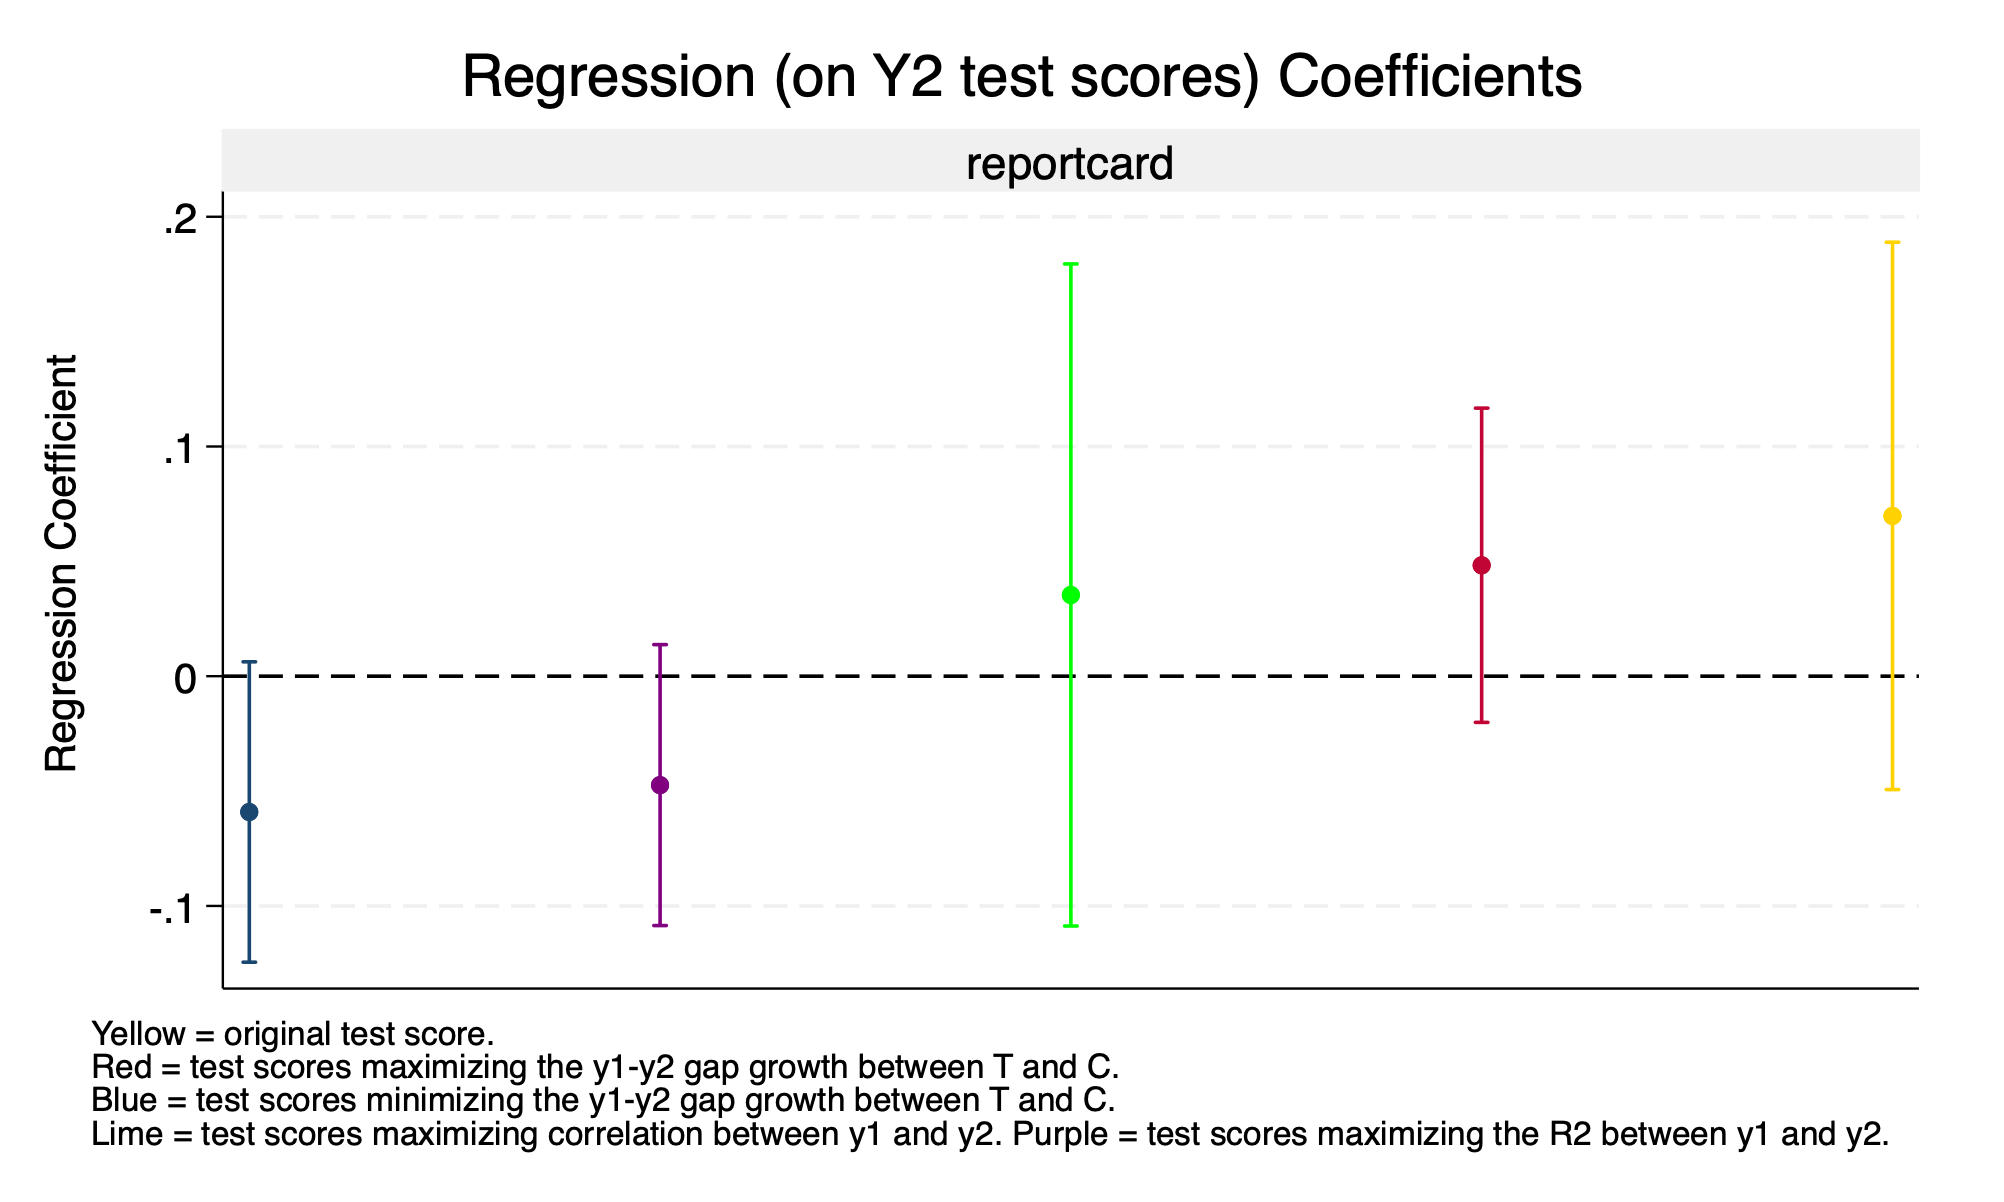 Regression (on Y2 test scores) Coefficients
reportcard
Regression Coefficient
.2
.1
0
-.1
Yellow = original test score.
Red = test scores maximizing the y1-y2 gap growth between T and C.
Blue = test scores minimizing the y1-y2 gap growth between T and C.
Lime = test scores maximizing correlation between y1 and y2. Purple = test scores maximizing the R2 between y1 and y2.